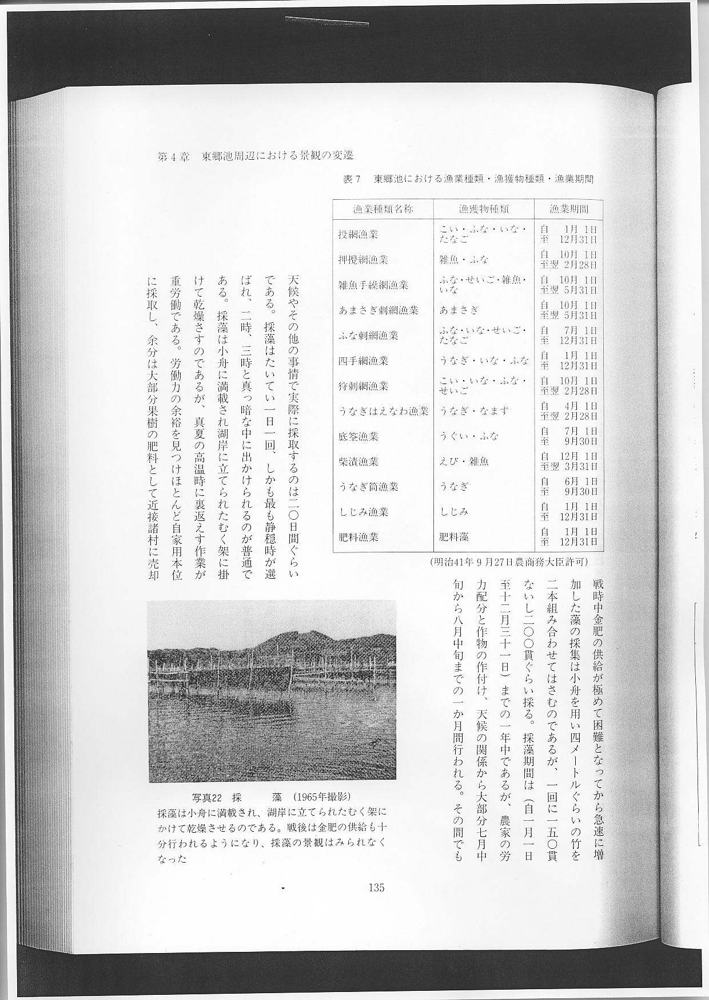 第4章　東郷池周辺における景観の変遷
表7　東郷池における漁業種類・漁獲物種類・漁業期間
漁業種類名称　漁獲物種類　漁業期間
投網漁業　こい・ふな・いな・たなご　自　1月 1日　至　12月31日
押攪網漁業　雑魚・ふな　自　10月 1日　至翌 2月28日
雑魚手繰網漁業　ふな・せいご・雑魚・いな　自　10月 1日　至翌 5月31日
あまさぎ刺網漁業　あまさぎ　自　10月 1日　至翌 5月31日
ふな刺網漁業　ふな・いな・せいご・たなご　自　7月 1日　至　12月31日
四手網漁業　うなぎ・いな・ふな　自　1月 1日　至　12月31日
狩刺網漁業　こい・いな・ふな・せいご　自　10月 1日　至翌 2月28日
うなぎはえなわ漁業　うなぎ・なまず　自　4月 1日　至翌 2月28日
底筌漁業　うぐい・ふな　自　7月 1日　至　9月30日
柴漬漁業　えび・雑魚　自　12月 1日　至翌 3月31日
うなぎ筒漁業　うなぎ　自　6月 1日　至　9月30日
しじみ漁業　しじみ　自　1月 1日　至　12月31日
肥料漁業　肥料藻　自　1月 1日　至　12月31日
(明治41年9月27日農商務大臣許可)
戦時中金肥の供給が極めて困難となってから急速に増
加した藻の採集は小舟を用い四メートルぐらいの竹を
二本組み合わせてはさむのであるが、一回に一五〇貫
ないし二〇〇貫ぐらい採る。採藻期間は（自一月一日
至十二月三十一日）までの一年中であるが、農家の労
力配分と作物の作付け、天候の関係から大部分七月中
旬から八月中旬までの一か月間行われる。その間でも
天候やその他の事情で実際に採取するのは二〇日間ぐらい
である。採藻はたいてい一日一回、しかも最も静穏時が選
ばれ、二時、三時と真っ暗な中に出かけられるのが普通で
ある。採藻は小舟に満載され湖岸に立てられたむく架に掛
けて乾燥さすのであるが、真夏の高温時に裏返えす作業が
重労働である。労働力の余裕を見つけほとんど自家用本位
に採取し、余分は大部分果樹の肥料として近接諸村に売却
写真22　採　　藻　(1965年撮影)
採藻は小舟に満載され、湖岸に立てられたむく架に
かけて乾燥させるのである。戦後は金肥の供給も十
分行われるようになり、採藻の景観はみられなく
なった
135